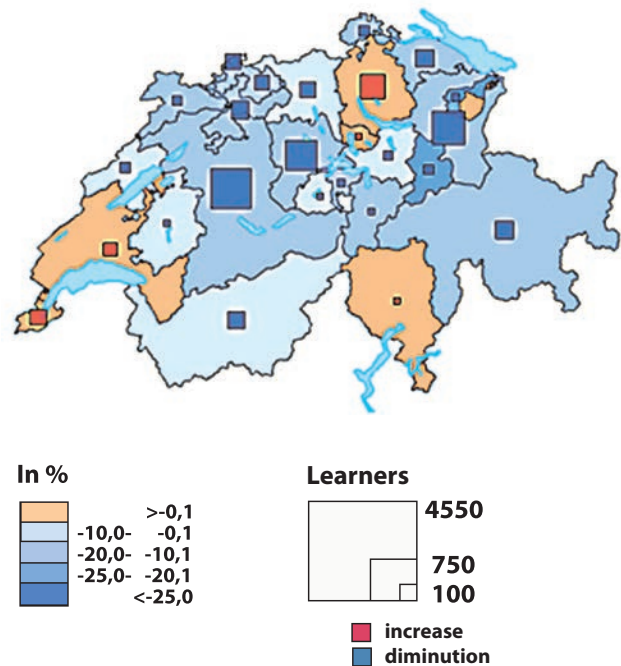 In %
>-0,1
-10,0- -0,1
-20,0- -10,1
-25,0- -20,1
<-25,0
Learners
4550
750
100
increase
diminution